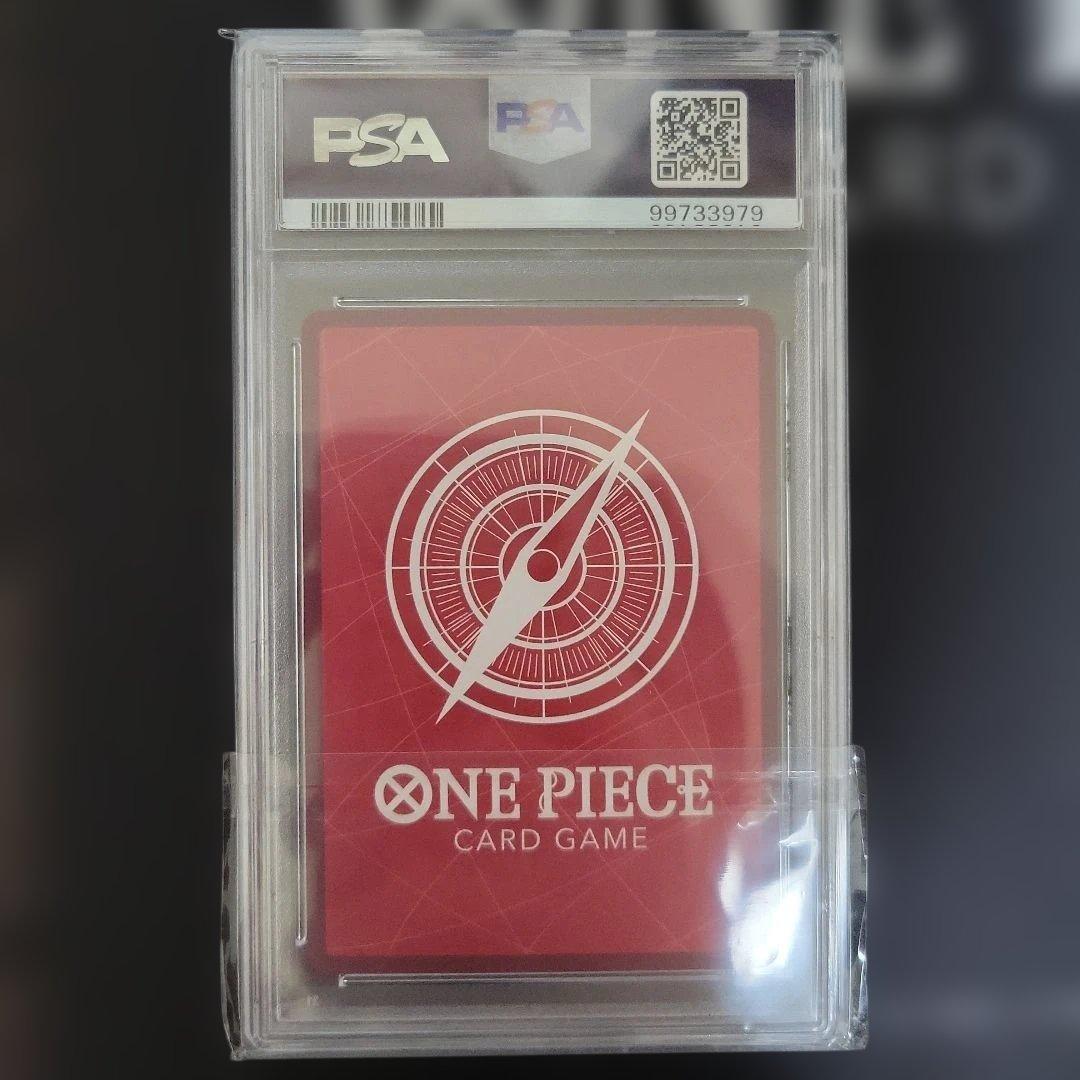 PSA
PSA
99733979
ONE PIECE
CARD GAME